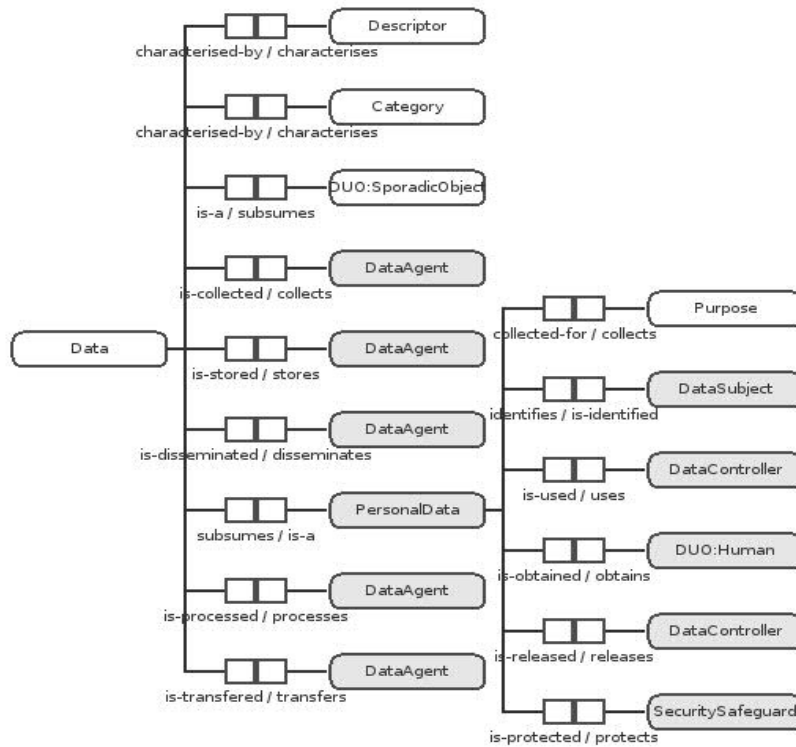 Descriptor
characterised-by / characterises
Category
characterised-by / characterises
DUO:SporadicObject
is-a / subsumes
DataAgent
is-collected / collects
Data
DataAgent
is-stored / stores
DataAgent
is-disseminated / disseminates
PersonalData
subsumes / is-a
DataAgent
is-processed / processes
DataAgent
is-transfered / transfers
Purpose
collected-for / collects
DataSubject
identifies / is-identified
DataController
is-used / uses
DUO:Human
is-obtained / obtains
DataController
is-released / releases
SecuritySafeguard
is-protected / protects